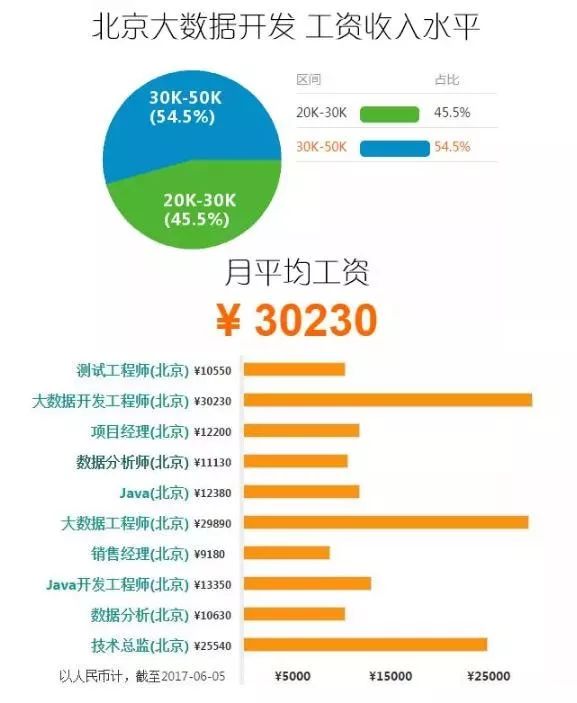 北京大数据开发 工资收入水平
30K-50K
(54.5%)
20K-30K
(45.5%)
区间 占比
20K-30K 45.5%
30K-50K 54.5%
月平均工资
¥ 30230
测试工程师(北京) ¥10550
大数据开发工程师(北京) ¥30230
项目经理(北京) ¥12200
数据分析师(北京) ¥11130
Java(北京) ¥12380
大数据工程师(北京) ¥29890
销售经理(北京) ¥9180
Java开发工程师(北京) ¥13350
数据分析(北京) ¥10630
技术总监(北京) ¥25540
以人民币计，截至2017-06-05 ¥5000 ¥15000 ¥25000